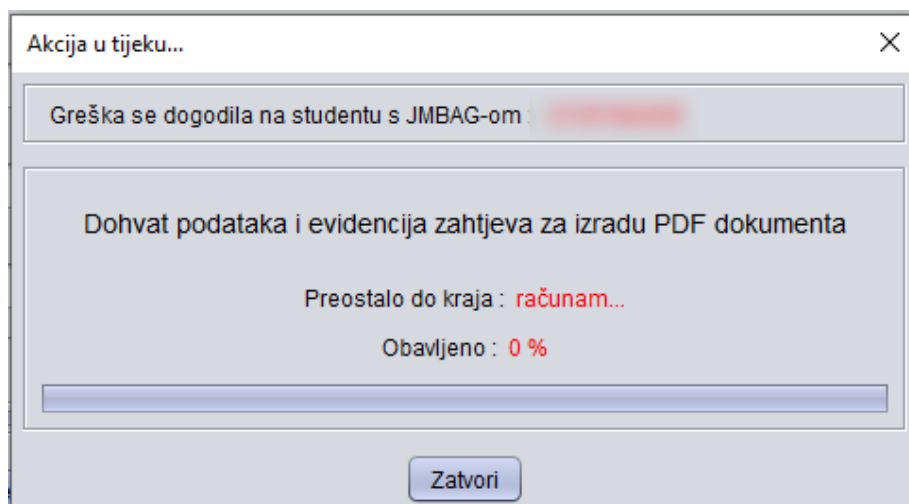 Akcija u tijeku...
Greška se dogodila na studentu s JMBAG-om :
Dohvat podataka i evidencija zahtjeva za izradu PDF dokumenta
Preostalo do kraja : računam...
Obavljeno : 0 %
Zatvori